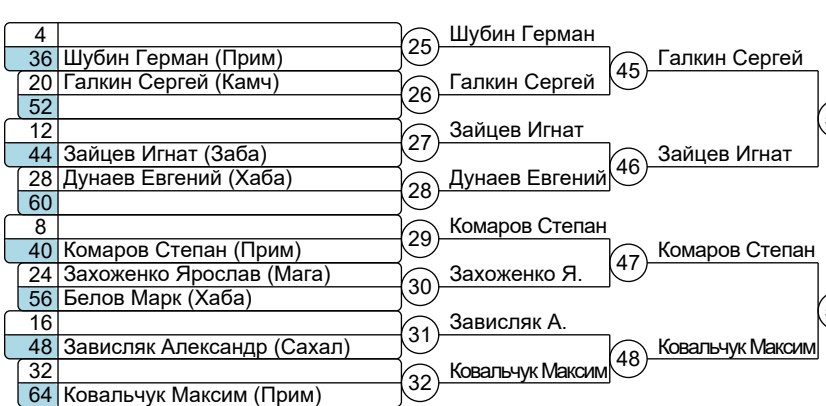 4
36 Шубин Герман (Прим)
20 Галкин Сергей (Камч)
52
12
44 Зайцев Игнат (Заба)
28 Дунаев Евгений (Хаба)
60
8
40 Комаров Степан (Прим)
24 Захоженко Ярослав (Мага)
56 Белов Марк (Хаба)
16
48 Зависляк Александр (Сахал)
32
64 Ковальчук Максим (Прим)
25 Шубин Герман
26 Галкин Сергей
27 Зайцев Игнат
28 Дунаев Евгений
29 Комаров Степан
30 Захоженко Я.
31 Зависляк А.
32 Ковальчук Максим
45 Галкин Сергей
46 Зайцев Игнат
47 Комаров Степан
48 Ковальчук Максим